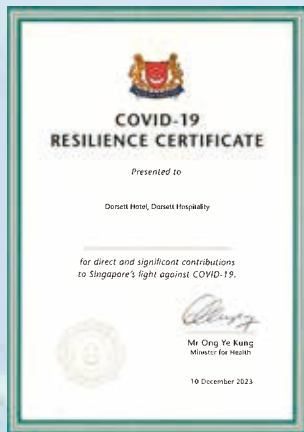 COVID-19
RESILIENCE CERTIFICATE
Presented to
Dorsett Hotel, Dorsett Hospitality
for direct and significant contributions
to Singapore's fight against COVID-19.
Mr Ong Ye Kung
Minister for Health
10 December 2023